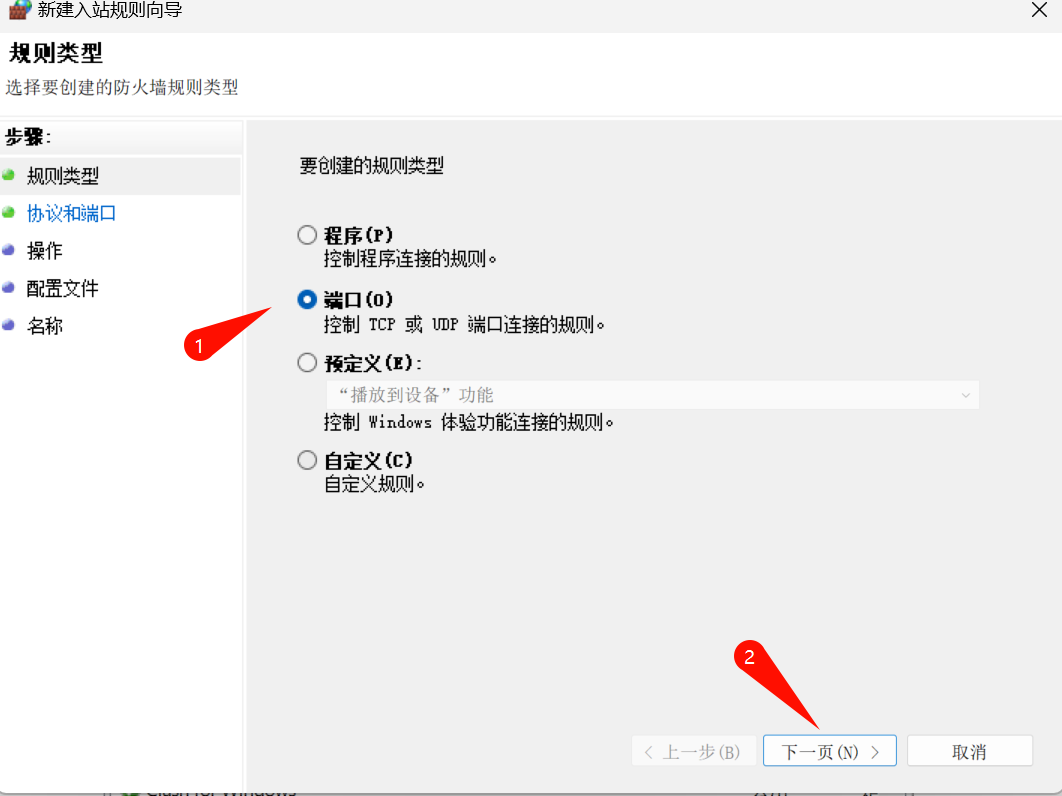 新建入站规则向导
规则类型
选择要创建的防火墙规则类型
步骤:
规则类型
协议和端口
操作
配置文件
名称
要创建的规则类型
程序(P)
控制程序连接的规则。
端口(O)
控制 TCP 或 UDP 端口连接的规则。
预定义(E):
“播放到设备”功能
控制 Windows 体验功能连接的规则。
自定义(C)
自定义规则。
1
2
< 上一步(B)
下一页(N) >
取消
Clash for Windows